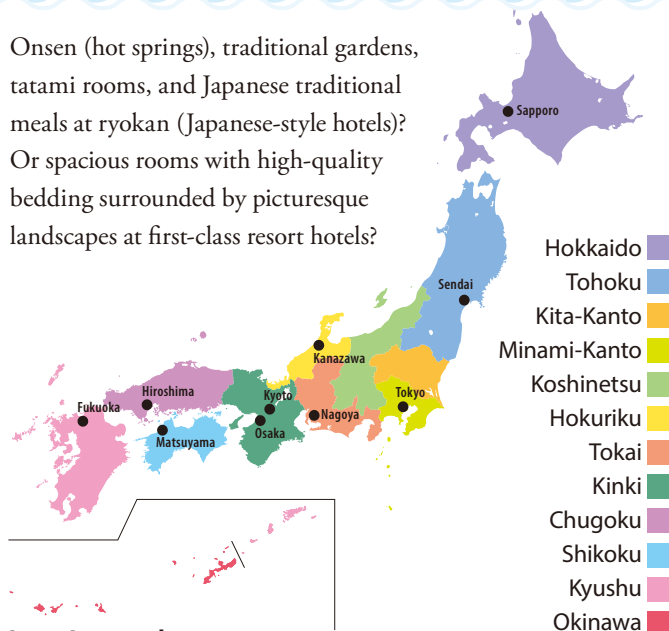 Onsen (hot springs), traditional gardens,
tatami rooms, and Japanese traditional
meals at ryokan (Japanese-style hotels)?
Or spacious rooms with high-quality
bedding surrounded by picturesque
landscapes at first-class resort hotels?
Sapporo
Sendai
Kanazawa
Hiroshima
Kyoto
Tokyo
Fukuoka
Nagoya
Osaka
Matsuyama
Hokkaido
Tohoku
Kita-Kanto
Minami-Kanto
Koshinetsu
Hokuriku
Tokai
Kinki
Chugoku
Shikoku
Kyushu
Okinawa